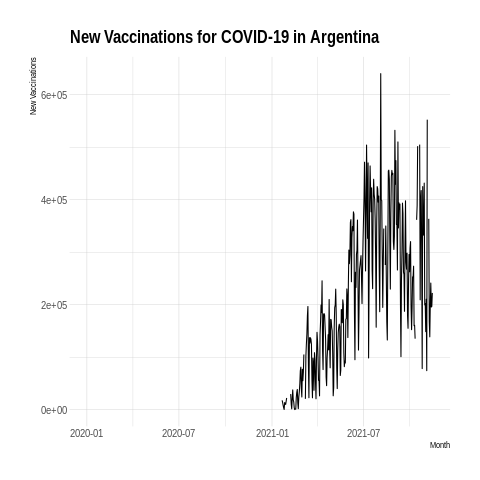 New Vaccinations for COVID-19 in Argentina
New Vaccinations
6e+05
4e+05
2e+05
0e+00
2020-01
2020-07
2021-01
2021-07
Month